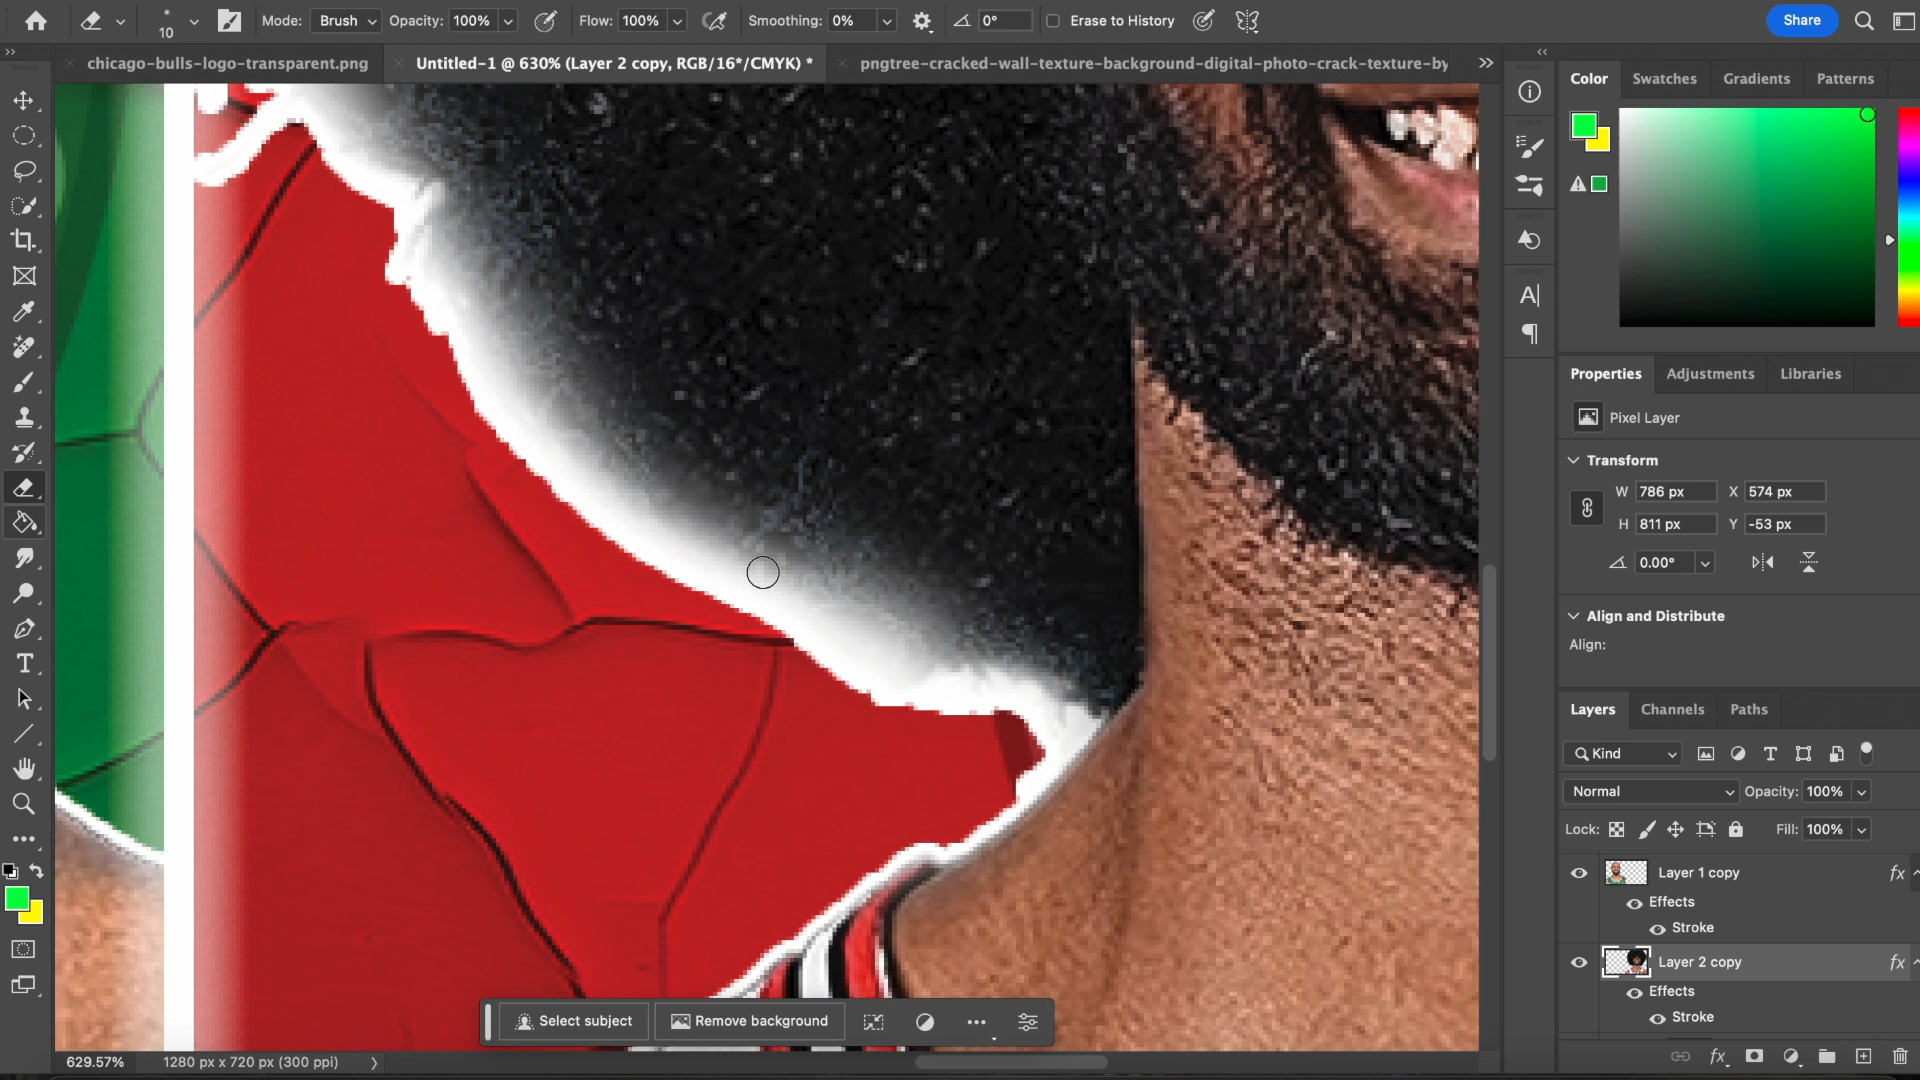 10
Mode: Brush Opacity: 100% Flow: 100% Smoothing: 0% 0° Erase to History
Share
chicago-bulls-logo-transparent.png
Untitled-1 @ 630% (Layer 2 copy, RGB/16*/CMYK) *
pngtree-cracked-wall-texture-background-digital-photo-crack-texture-by
Color Swatches Gradients Patterns
Properties Adjustments Libraries
Pixel Layer
Transform
W 786 px X 574 px
H 811 px Y -53 px
0.00°
Align and Distribute
Align:
Layers Channels Paths
Kind
Normal Opacity: 100%
Lock: Fill: 100%
Layer 1 copy fx
Effects
Stroke
Layer 2 copy fx
Effects
Stroke
fx
Select subject Remove background
629.57% 1280 px x 720 px (300 ppi)